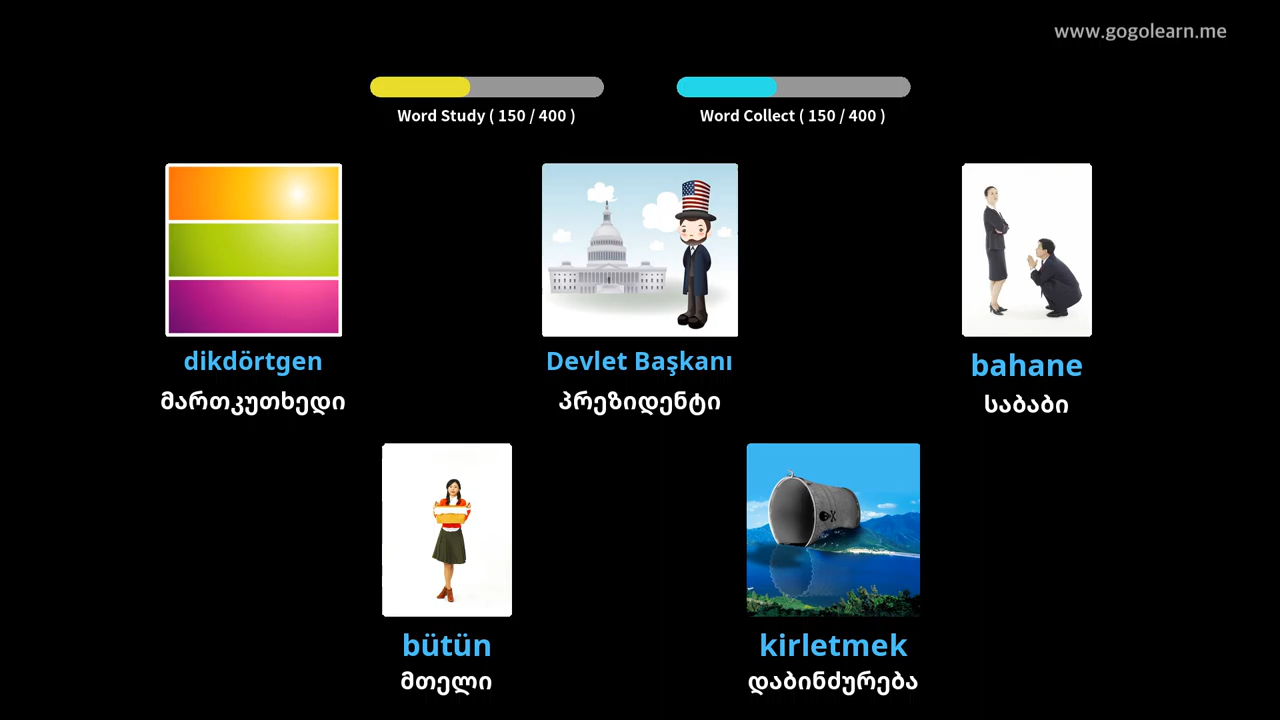 www.gogolearn.me
Word Study ( 150 / 400 )
Word Collect ( 150 / 400 )
dikdörtgen
მართკუთხედი
Devlet Başkanı
პრეზიდენტი
bahane
საბაბი
bütün
მთელი
kirletmek
დაბინძურება